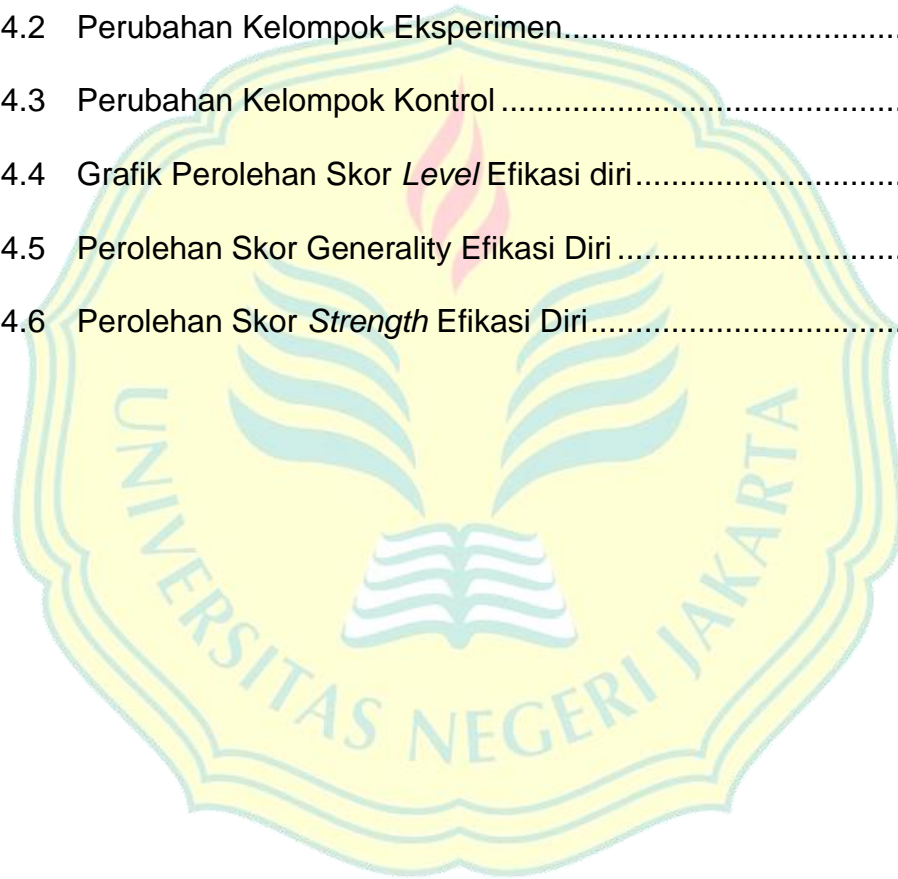 4.2 Perubahan Kelompok Eksperimen.....................................
4.3 Perubahan Kelompok Kontrol.............................................
4.4 Grafik Perolehan Skor Level Efikasi diri..............................
4.5 Perolehan Skor Generality Efikasi Diri................................
4.6 Perolehan Skor Strength Efikasi Diri...................................
UNIVERSITAS NEGERI JAKARTA